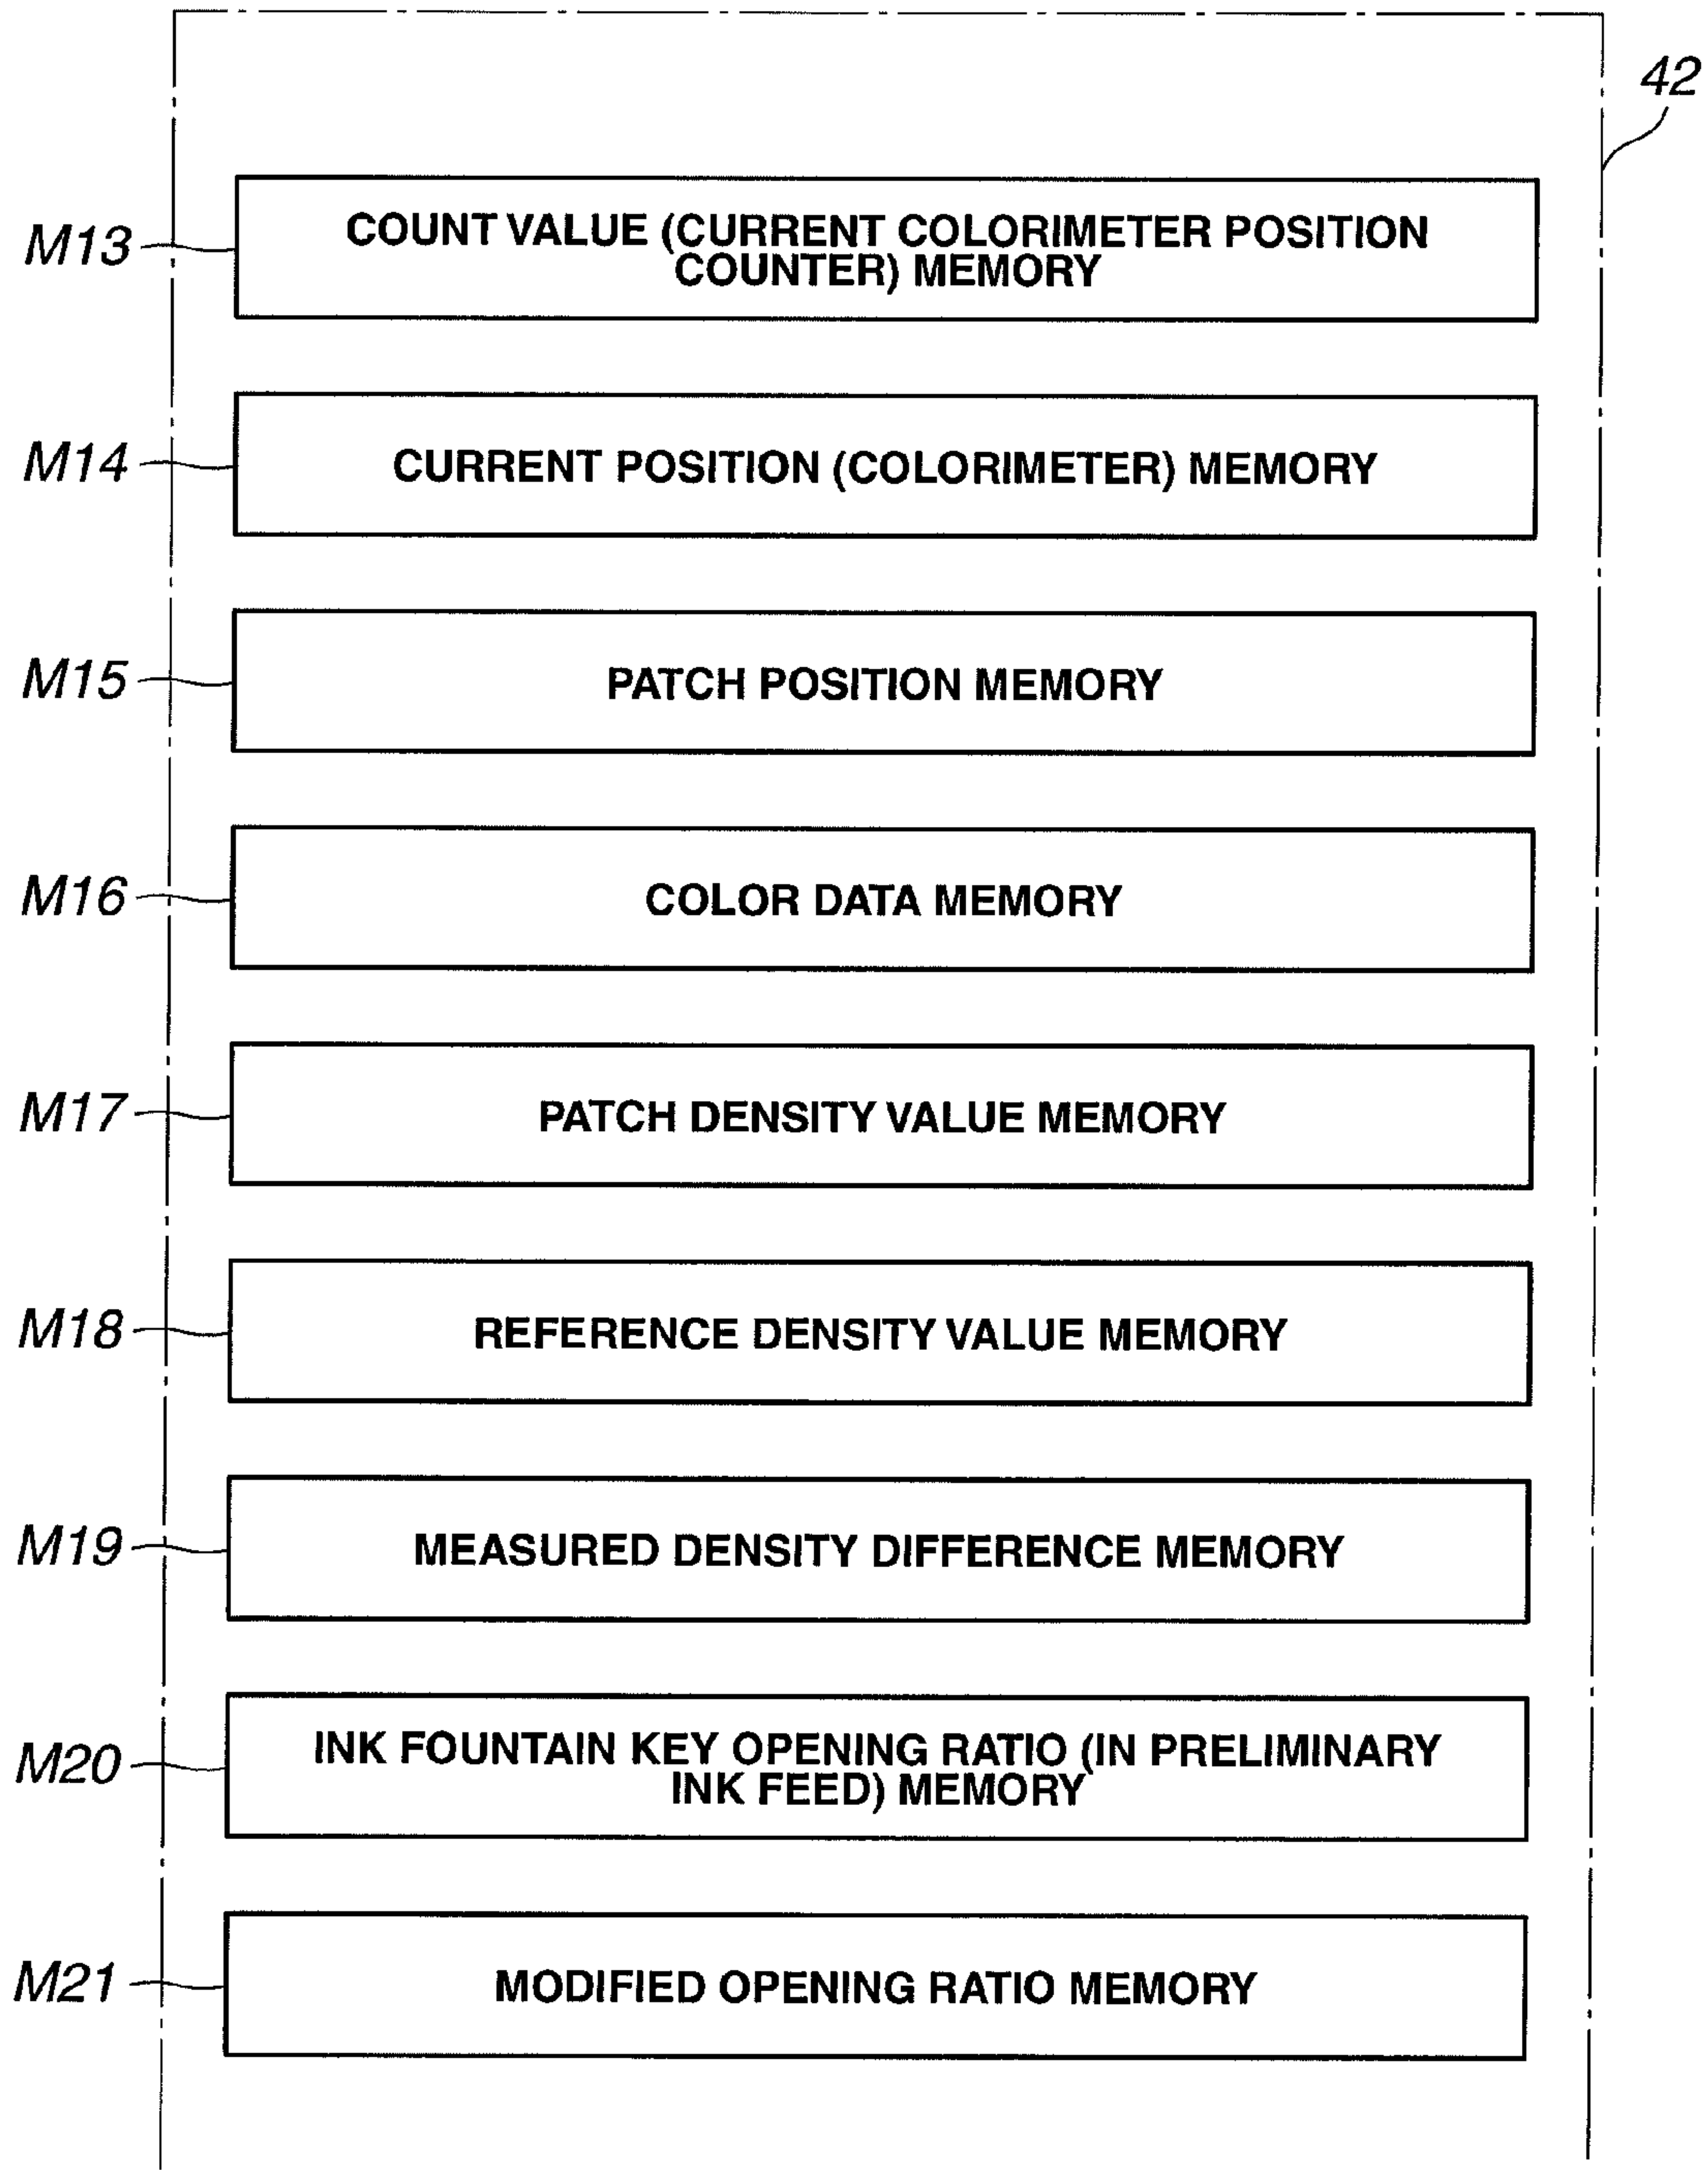 42
M13
COUNT VALUE (CURRENT COLORIMETER POSITION
COUNTER) MEMORY
M14
CURRENT POSITION (COLORIMETER) MEMORY
M15
PATCH POSITION MEMORY
M16
COLOR DATA MEMORY
M17
PATCH DENSITY VALUE MEMORY
M18
REFERENCE DENSITY VALUE MEMORY
M19
MEASURED DENSITY DIFFERENCE MEMORY
M20
INK FOUNTAIN KEY OPENING RATIO (IN PRELIMINARY
INK FEED) MEMORY
M21
MODIFIED OPENING RATIO MEMORY